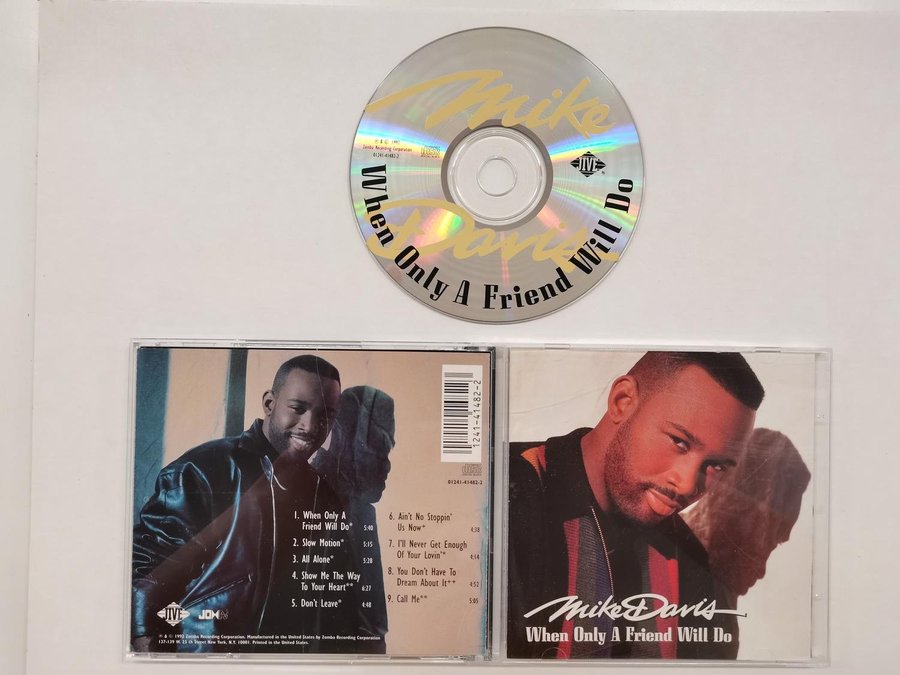 Mike
℗ & © 1992
Zomba Recording Corporation
01241-41482-2
JIVE
Davis
When Only A Friend Will Do
1241-41482-2
01241-41482-2
1. When Only A
Friend Will Do* 5:40
2. Slow Motion* 5:15
3. All Alone* 5:28
4. Show Me The Way
To Your Heart** 6:27
5. Don't Leave* 4:48
6. Ain't No Stoppin'
Us Now* 4:38
7. I'll Never Get Enough
Of Your Lovin'* 4:14
8. You Don't Have To
Dream About It** 4:52
9. Call Me** 5:05
JIVE
℗ & © 1992 Zomba Recording Corporation. Manufactured in the United States by Zomba Recording Corporation
137-139 W. 25 th Street New York, N.Y. 10001. Printed in the United States.
Mike Davis
When Only A Friend Will Do